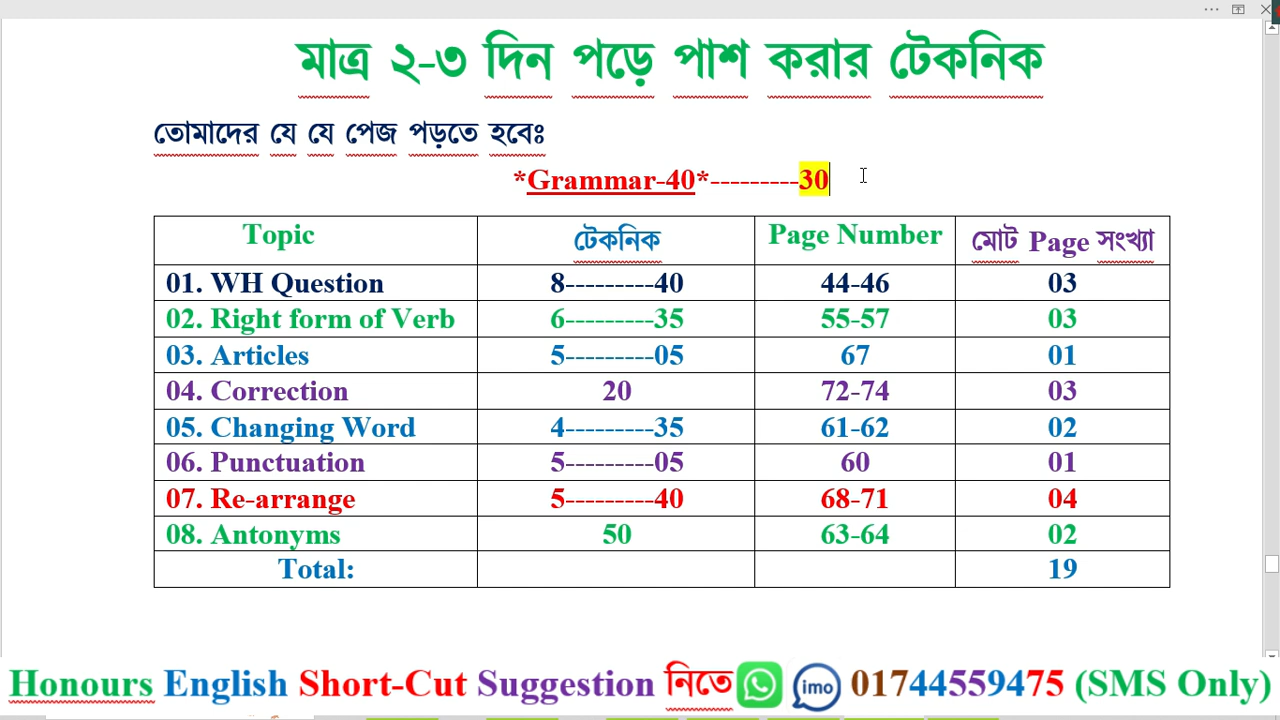 মাত্র ২-৩ দিন পড়ে পাশ করার টেকনিক
তোমাদের যে যে পেজ পড়তে হবেঃ
*Grammar-40*---------30
Topic টেকনিক Page Number মোট Page সংখ্যা
01. WH Question 8---------40 44-46 03
02. Right form of Verb 6---------35 55-57 03
03. Articles 5---------05 67 01
04. Correction 20 72-74 03
05. Changing Word 4---------35 61-62 02
06. Punctuation 5---------05 60 01
07. Re-arrange 5---------40 68-71 04
08. Antonyms 50 63-64 02
Total: 19
Honours English Short-Cut Suggestion নিতে imo 01744559475 (SMS Only)